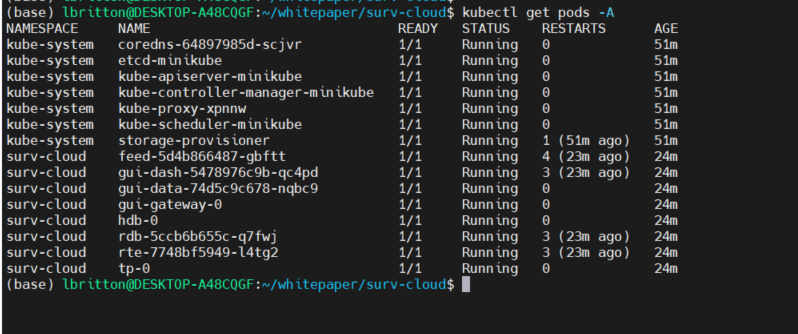 (base) lbritton@DESKTOP-A48CQGF:~/whitepaper/surv-cloud$ kubectl get pods -A
NAMESPACE NAME READY STATUS RESTARTS AGE
kube-system coredns-64897985d-scjvr 1/1 Running 0 51m
kube-system etcd-minikube 1/1 Running 0 51m
kube-system kube-apiserver-minikube 1/1 Running 0 51m
kube-system kube-controller-manager-minikube 1/1 Running 0 51m
kube-system kube-proxy-xpnnw 1/1 Running 0 51m
kube-system kube-scheduler-minikube 1/1 Running 0 51m
kube-system storage-provisioner 1/1 Running 1 (51m ago) 51m
surv-cloud feed-5d4b866487-gbftt 1/1 Running 4 (23m ago) 24m
surv-cloud gui-dash-5478976c9b-qc4pd 1/1 Running 3 (23m ago) 24m
surv-cloud gui-data-74d5c9c678-nqbc9 1/1 Running 0 24m
surv-cloud gui-gateway-0 1/1 Running 0 24m
surv-cloud hdb-0 1/1 Running 0 24m
surv-cloud rdb-5ccb6b655c-q7fwj 1/1 Running 3 (23m ago) 24m
surv-cloud rte-7748bf5949-l4tg2 1/1 Running 3 (23m ago) 24m
surv-cloud tp-0 1/1 Running 0 24m
(base) lbritton@DESKTOP-A48CQGF:~/whitepaper/surv-cloud$